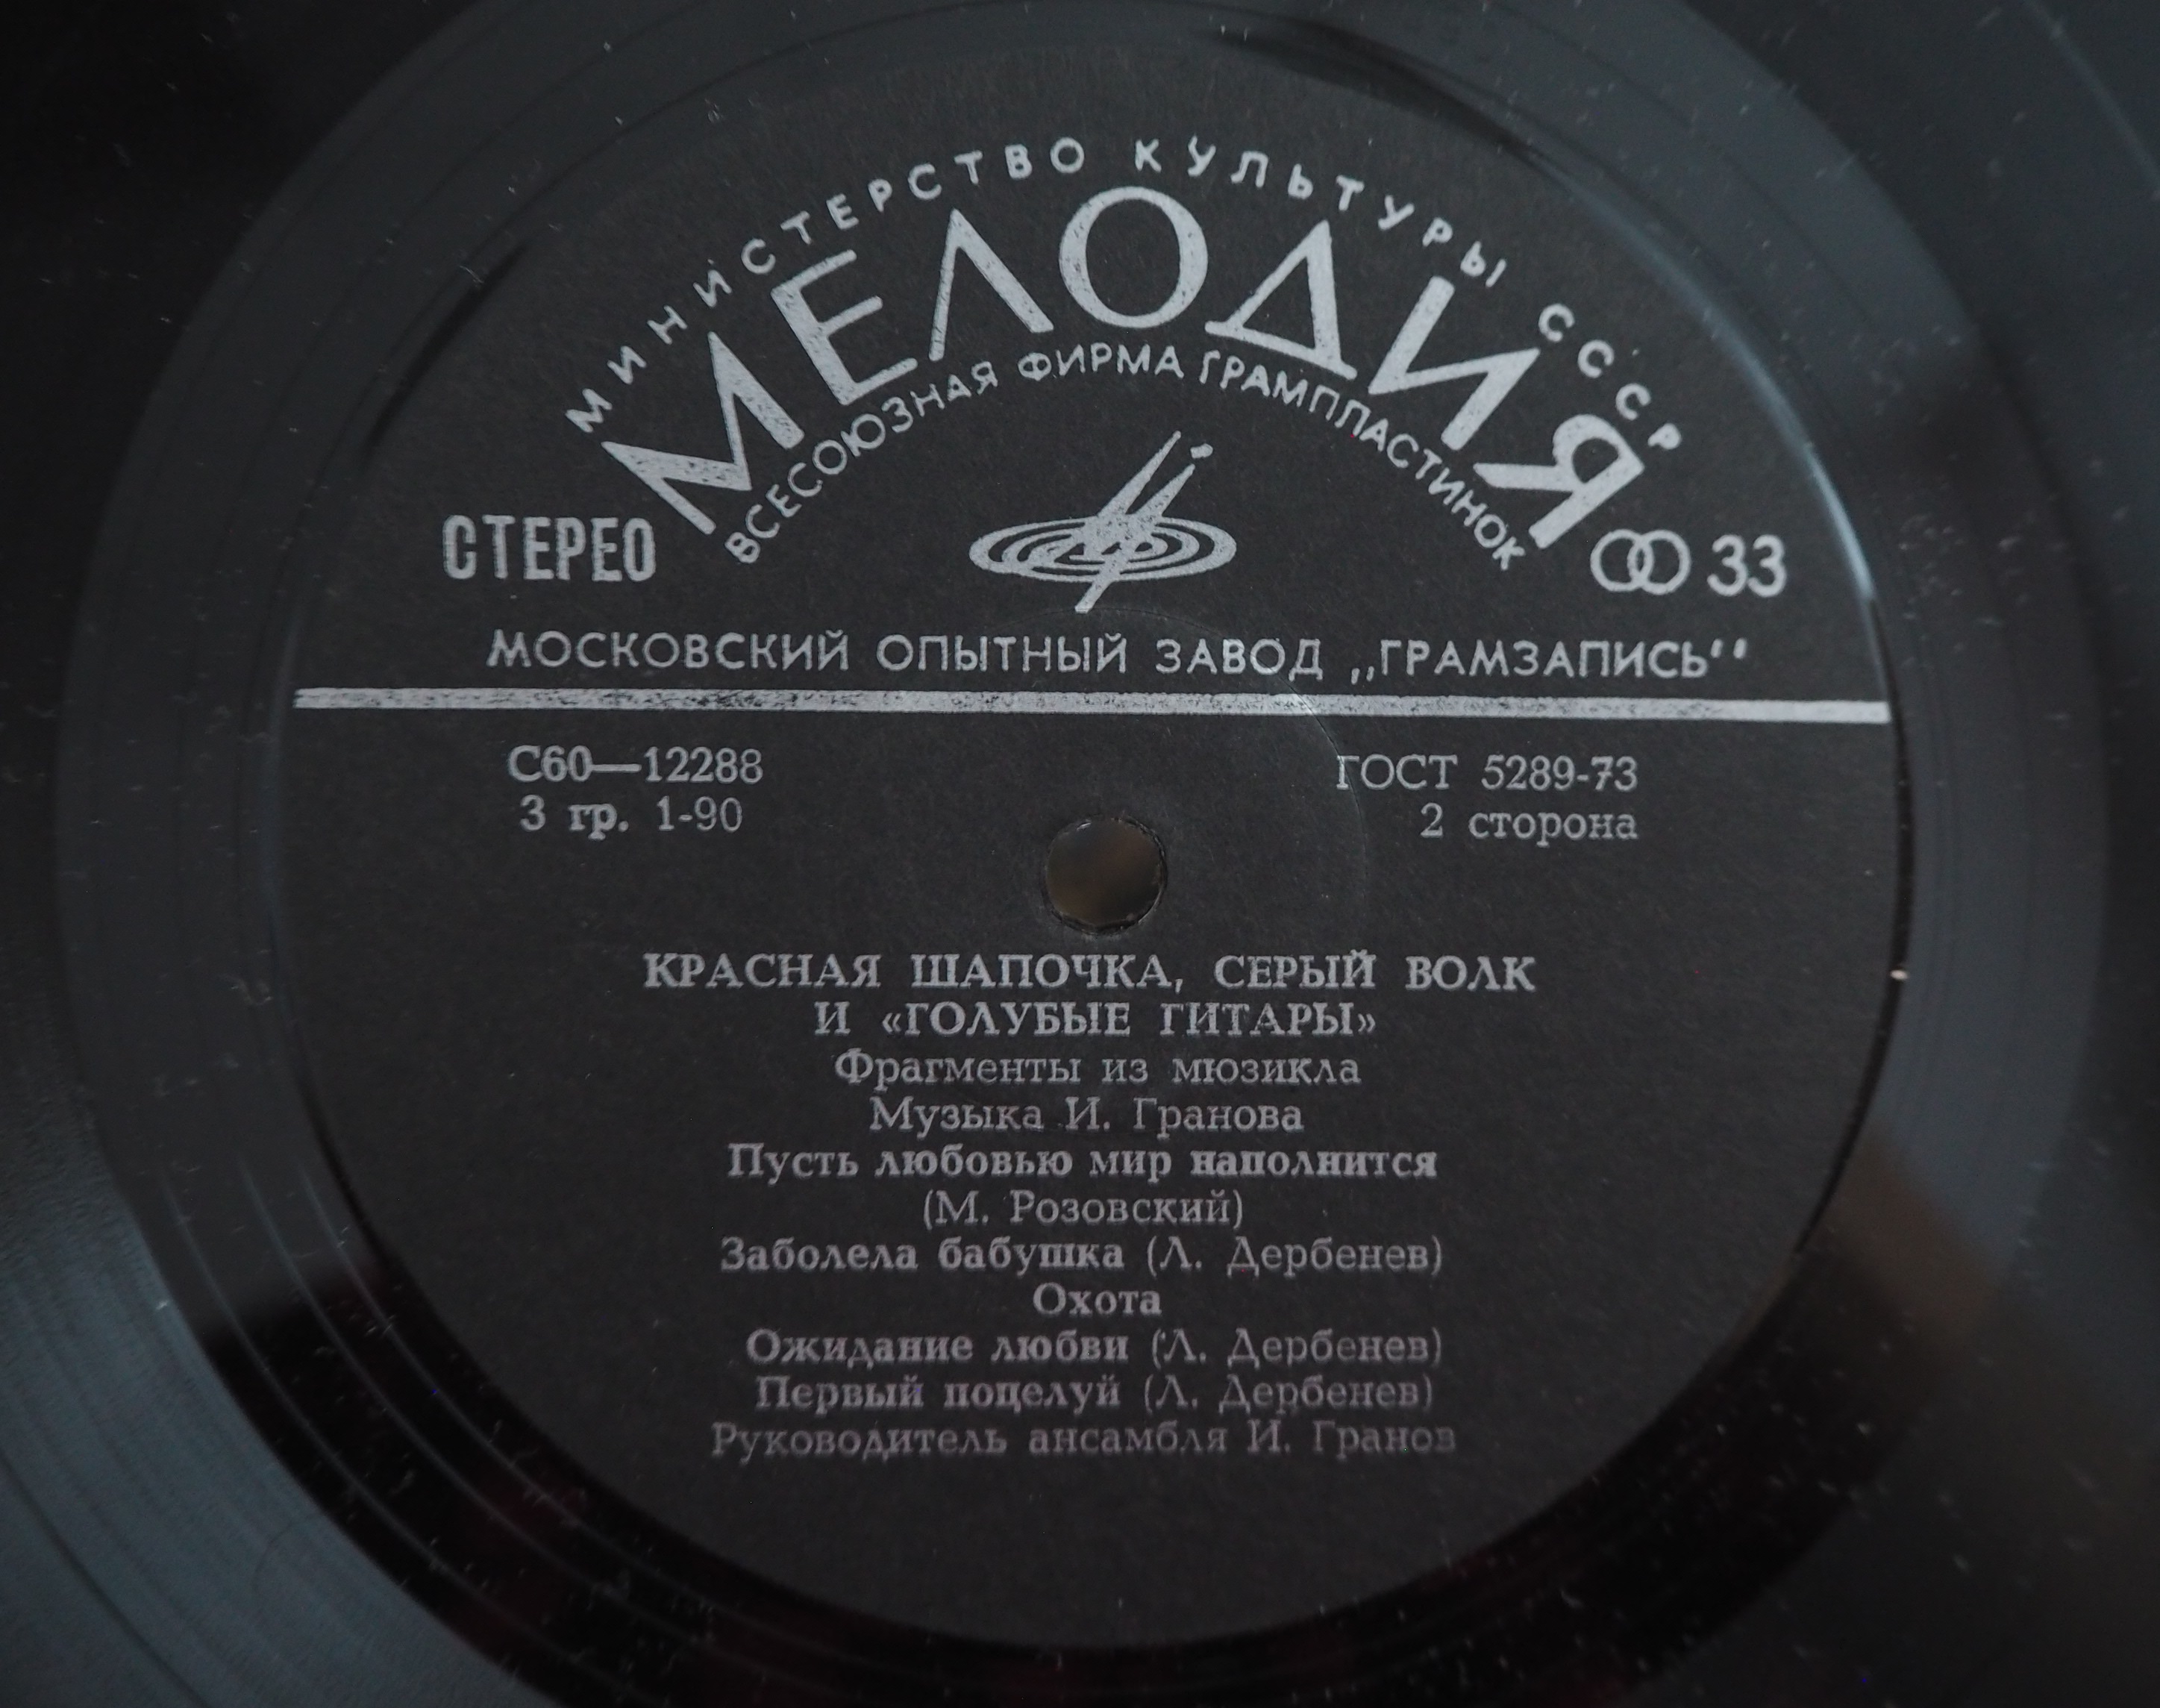 МИНИСТЕРСТВО КУЛЬТУРЫ СССР
МЕЛОДИЯ
ВСЕСОЮЗНАЯ ФИРМА ГРАМПЛАСТИНОК
СТЕРЕО
33
МОСКОВСКИЙ ОПЫТНЫЙ ЗАВОД „ГРАМЗАПИСЬ''
С60—12288
ГОСТ 5289-73
3 гр. 1-90
2 сторона
КРАСНАЯ ШАПОЧКА, СЕРЫЙ ВОЛК
И «ГОЛУБЫЕ ГИТАРЫ»
Фрагменты из мюзикла
Музыка И. Гранова
Пусть любовью мир наполнится
(М. Розовский)
Заболела бабушка (Л. Дербенев)
Охота
Ожидание любви (Л. Дербенев)
Первый поцелуй (Л. Дербенев)
Руководитель ансамбля И. Гранов